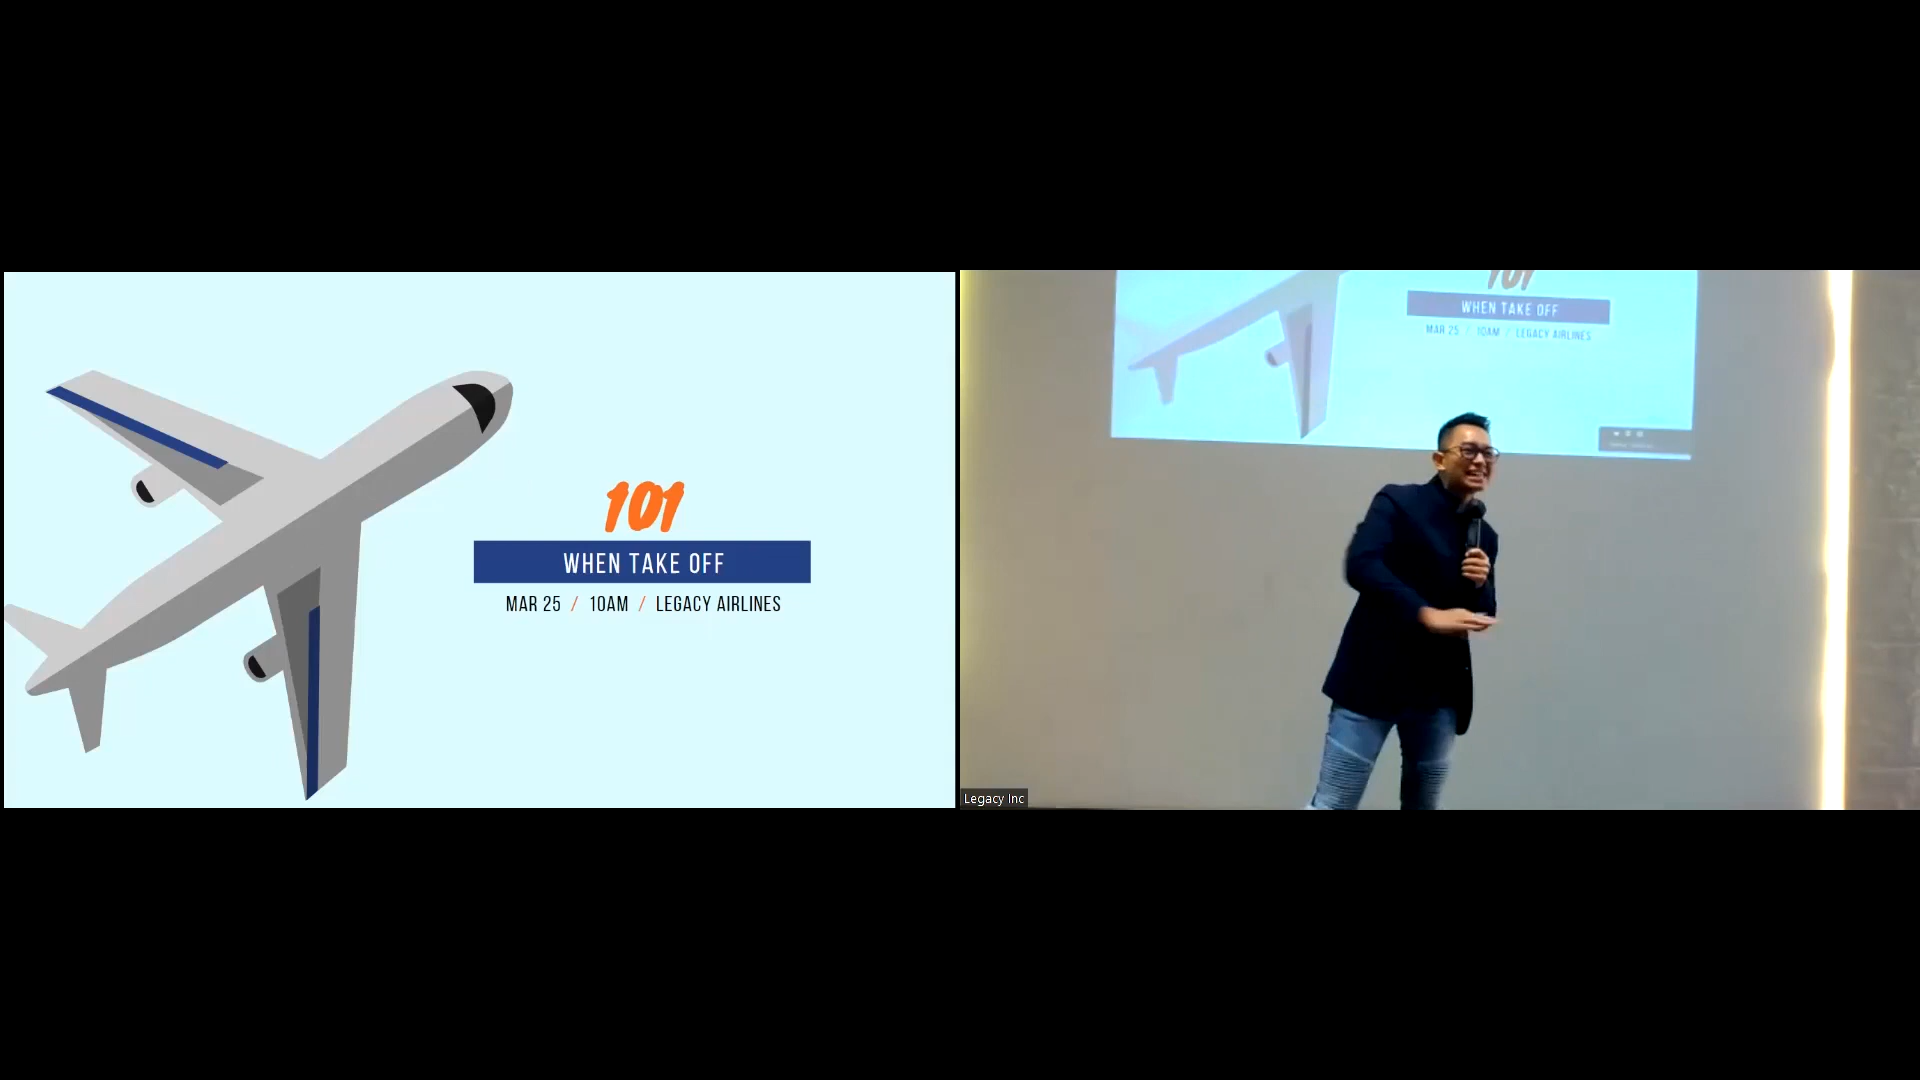 101
WHEN TAKE OFF
MAR 25 / 10AM / LEGACY AIRLINES
101
WHEN TAKE OFF
MAR 25 / 10AM / LEGACY AIRLINES
Legacy Inc